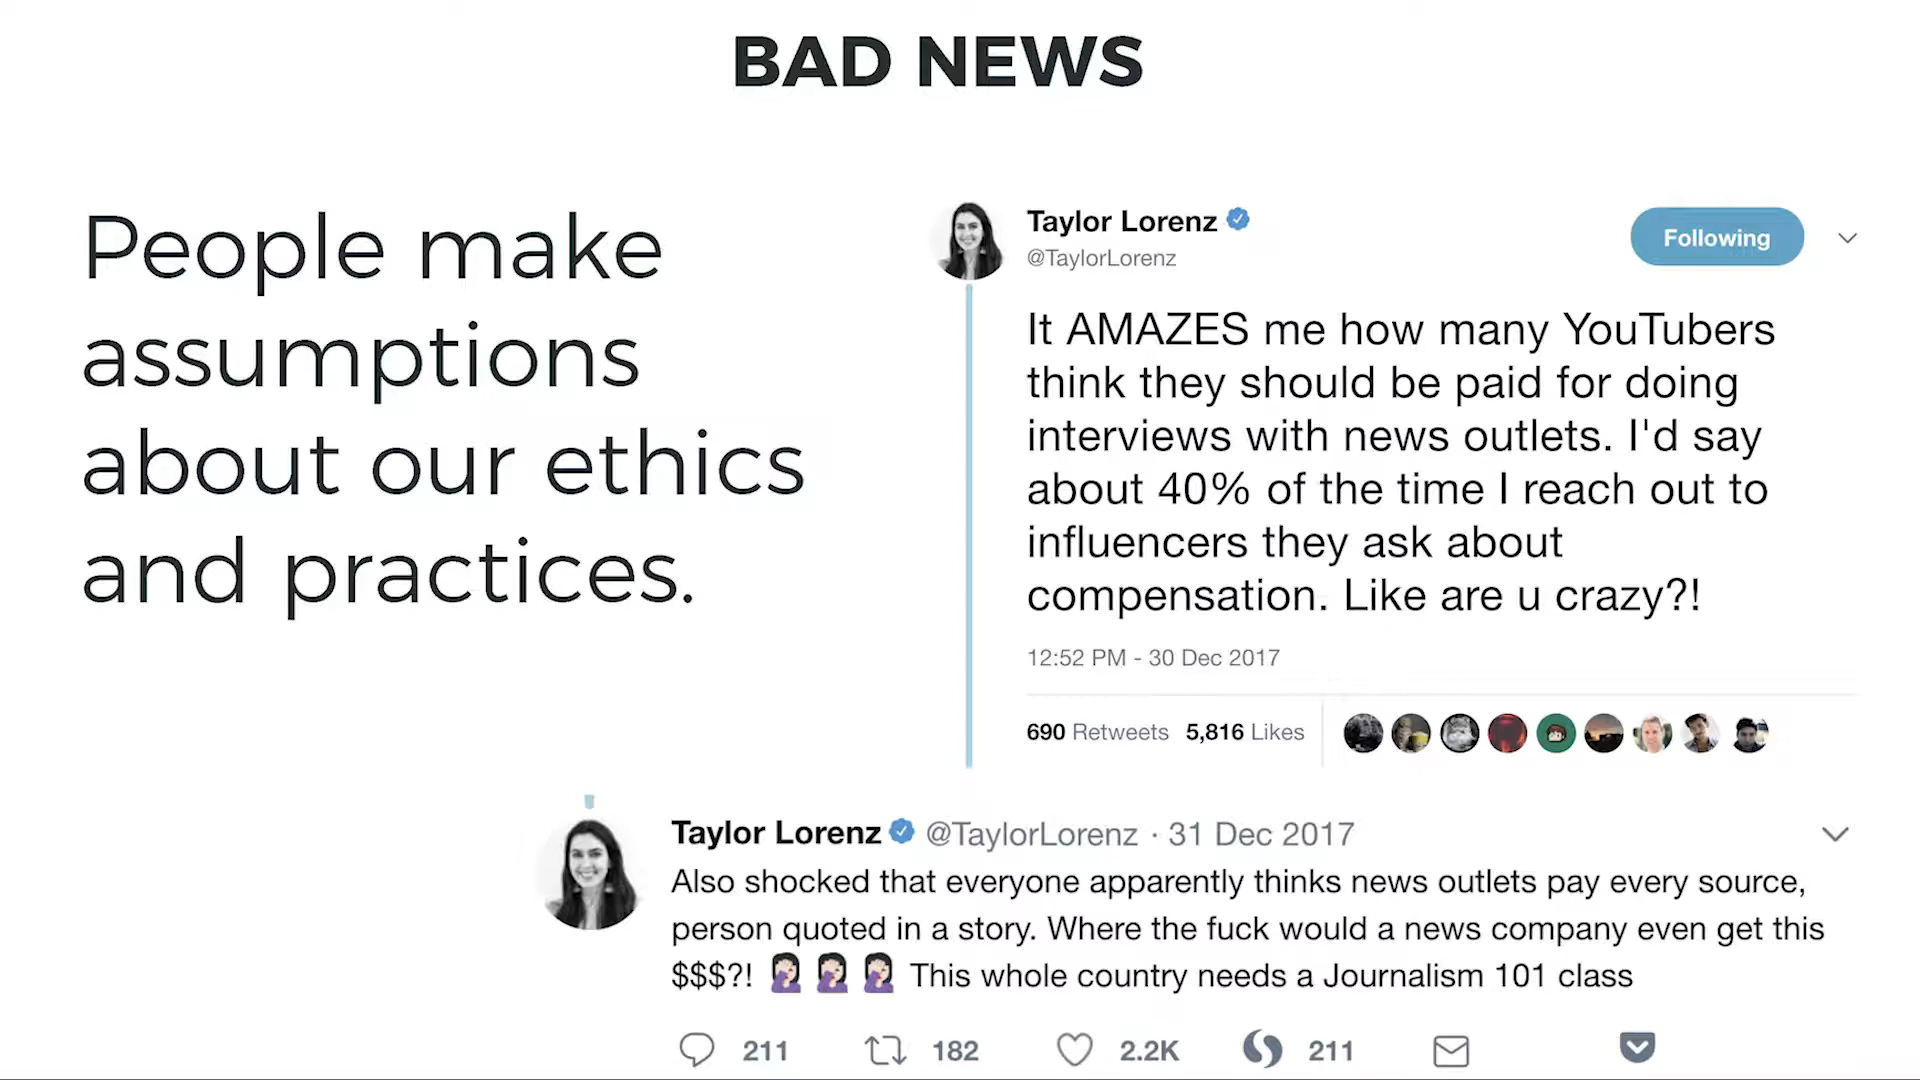 BAD NEWS
People make
assumptions
about our ethics
and practices.
Taylor Lorenz
@TaylorLorenz
Following
It AMAZES me how many YouTubers
think they should be paid for doing
interviews with news outlets. I'd say
about 40% of the time I reach out to
influencers they ask about
compensation. Like are u crazy?!
12:52 PM - 30 Dec 2017
690 Retweets 5,816 Likes
Taylor Lorenz @TaylorLorenz · 31 Dec 2017
Also shocked that everyone apparently thinks news outlets pay every source,
person quoted in a story. Where the fuck would a news company even get this
$$$?! 🤦🏻‍♀️ 🤦🏻‍♀️ 🤦🏻‍♀️ This whole country needs a Journalism 101 class
211 182 2.2K 211